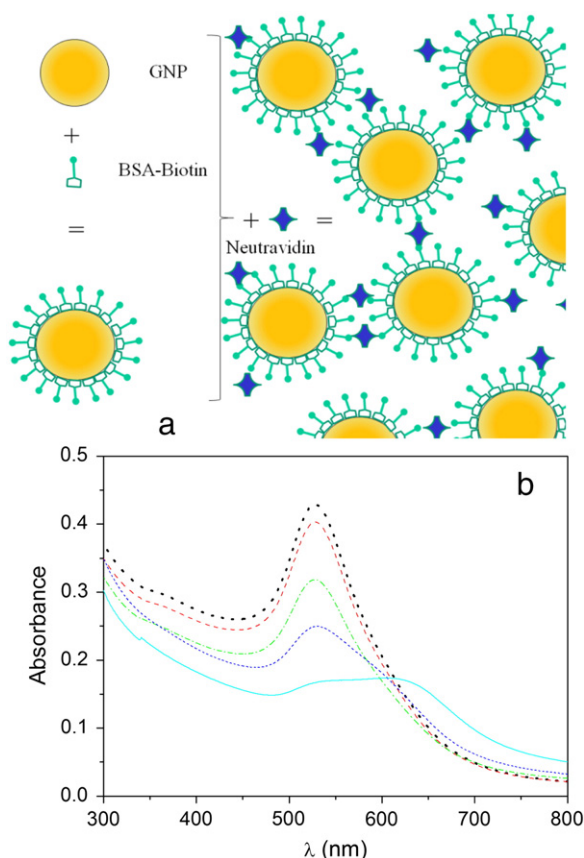 GNP
+
BSA-Biotin
=
+ =
Neutravidin
a
b
0.5
0.4
0.3
0.2
0.1
0.0
Absorbance
300 400 500 600 700 800
λ (nm)